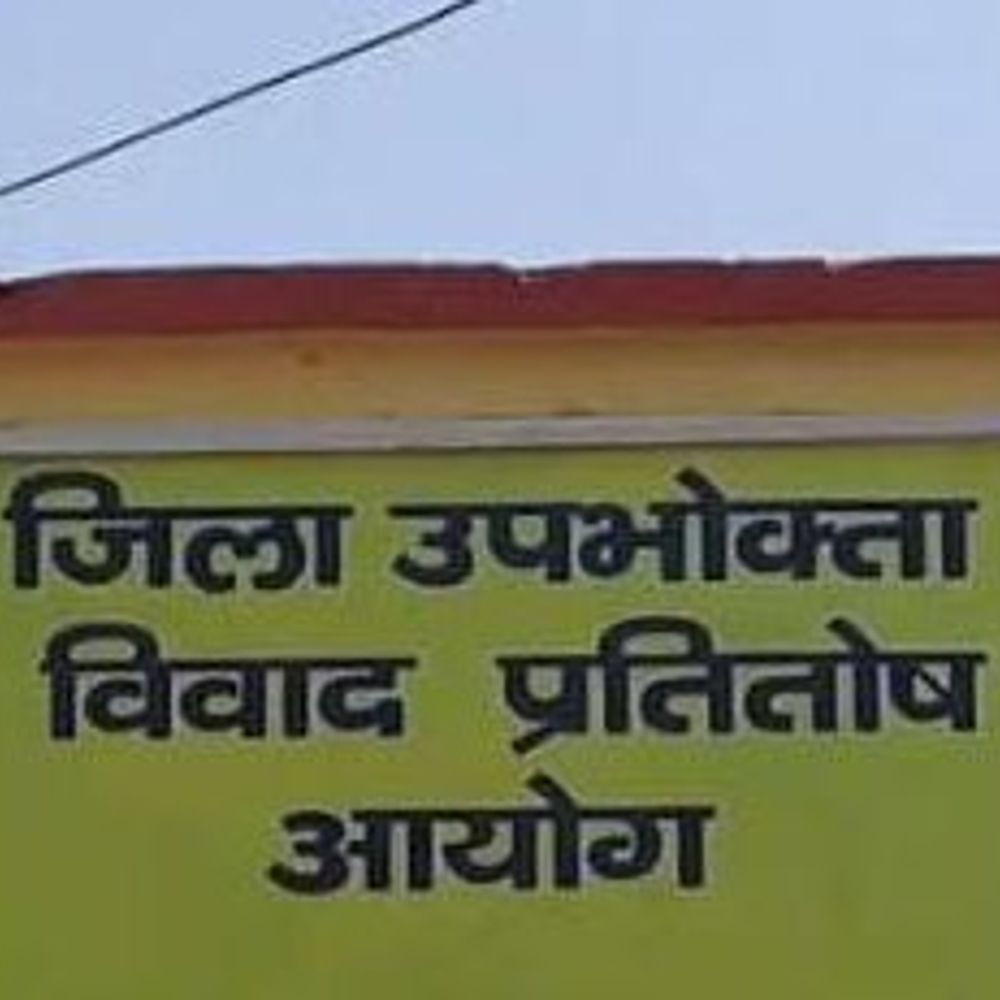 जिला उपभोक्ता
विवाद प्रतितोष
आयोग